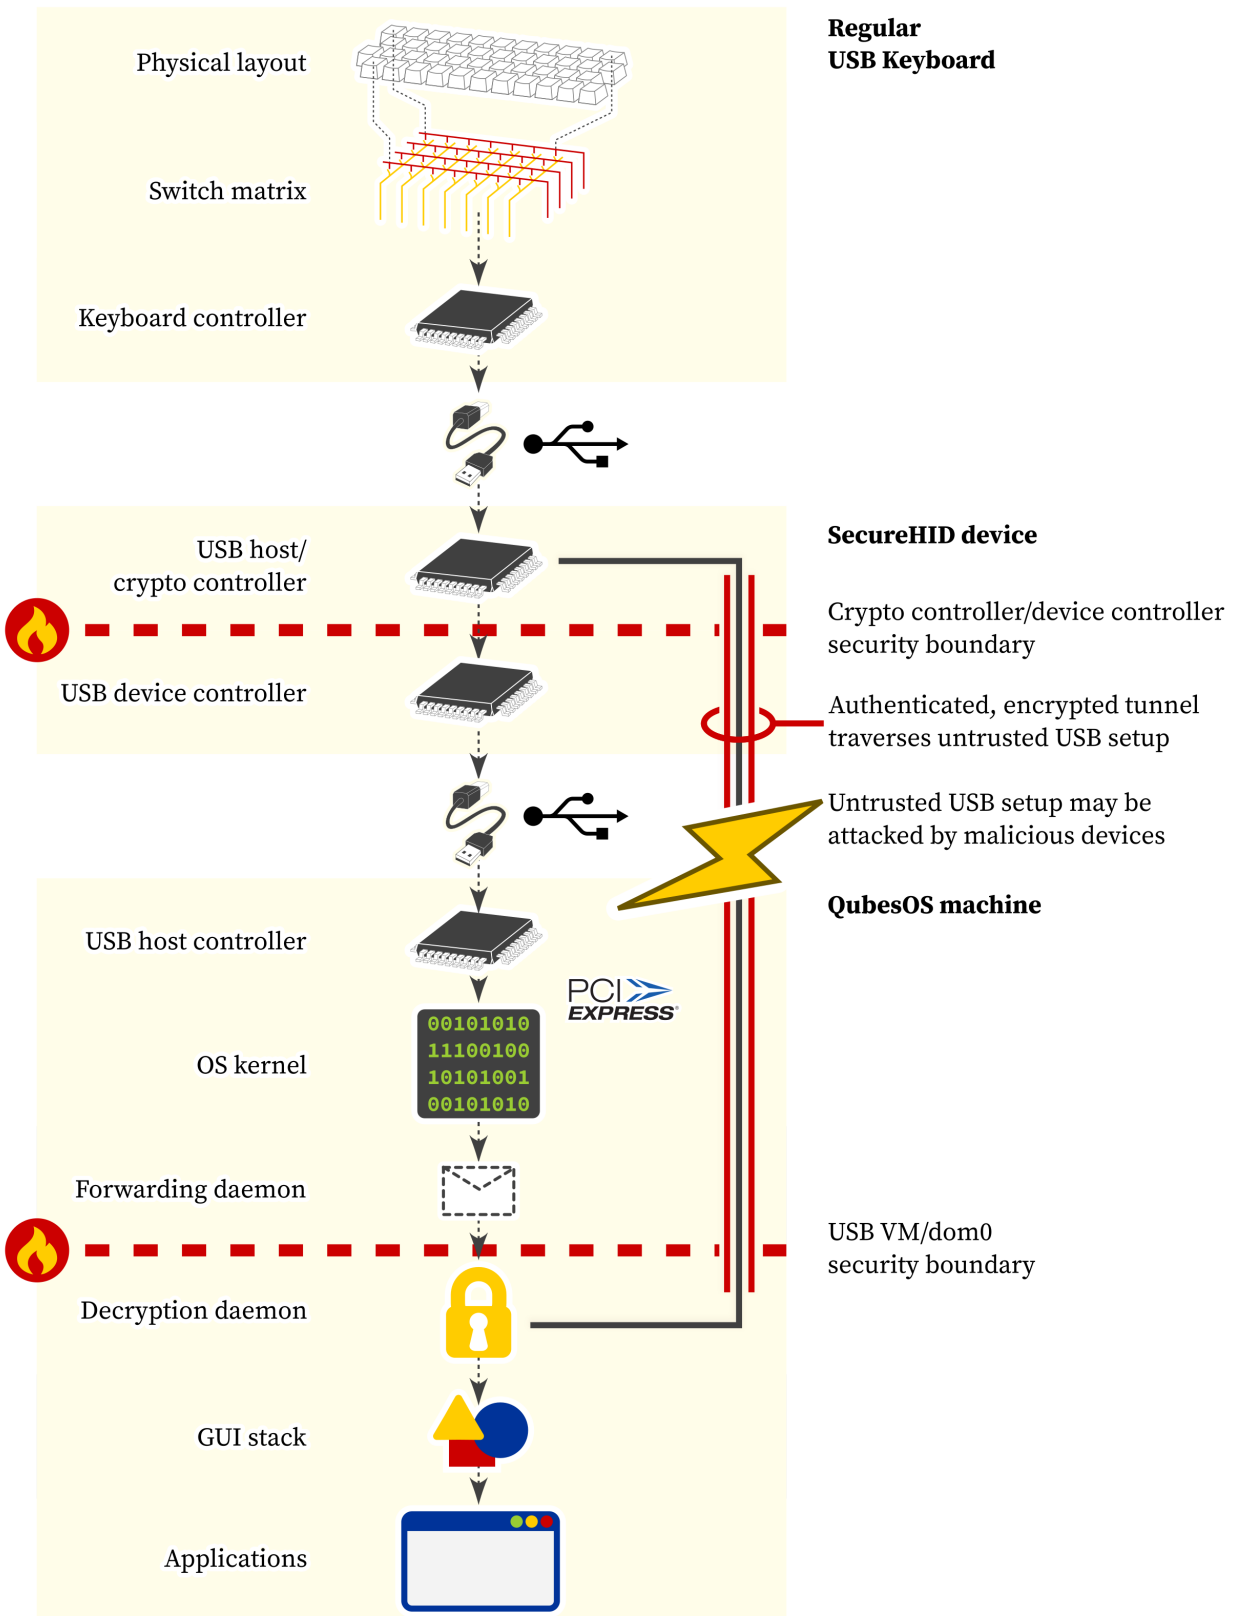 Regular
USB Keyboard
Physical layout
Switch matrix
Keyboard controller
SecureHID device
USB host/
crypto controller
Crypto controller/device controller
security boundary
USB device controller
Authenticated, encrypted tunnel
traverses untrusted USB setup
Untrusted USB setup may be
attacked by malicious devices
QubesOS machine
USB host controller
PCI
EXPRESS®
OS kernel
00101010
11100100
10101001
00101010
Forwarding daemon
USB VM/dom0
security boundary
Decryption daemon
GUI stack
Applications